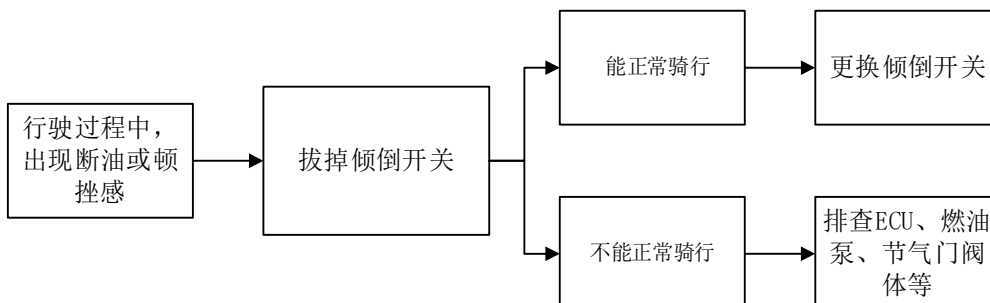 行驶过程中，
出现断油或顿
挫感
拔掉倾倒开关
能正常骑行
更换倾倒开关
不能正常骑行
排查ECU、燃油
泵、节气门阀
体等